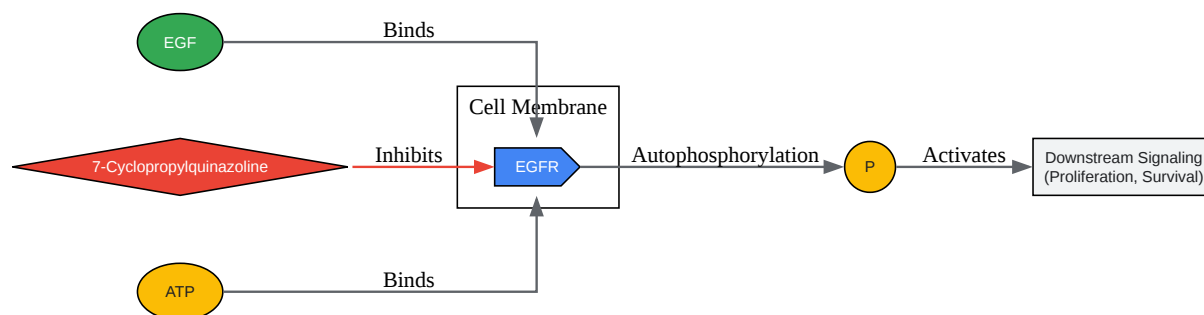 EGF
Binds
Cell Membrane
7-Cyclopropylquinazoline
Inhibits
EGFR
Autophosphorylation
P
Activates
Downstream Signaling
(Proliferation, Survival)
ATP
Binds